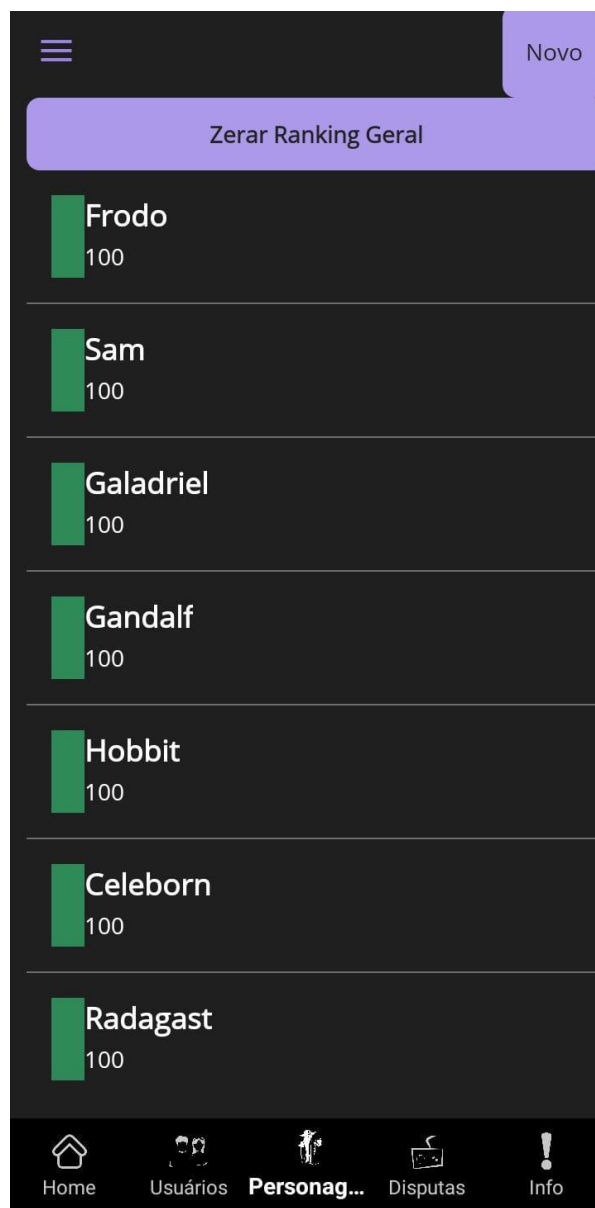 Novo
Zerar Ranking Geral
Frodo
100
Sam
100
Galadriel
100
Gandalf
100
Hobbit
100
Celeborn
100
Radagast
100
Home Usuários Personag... Disputas Info